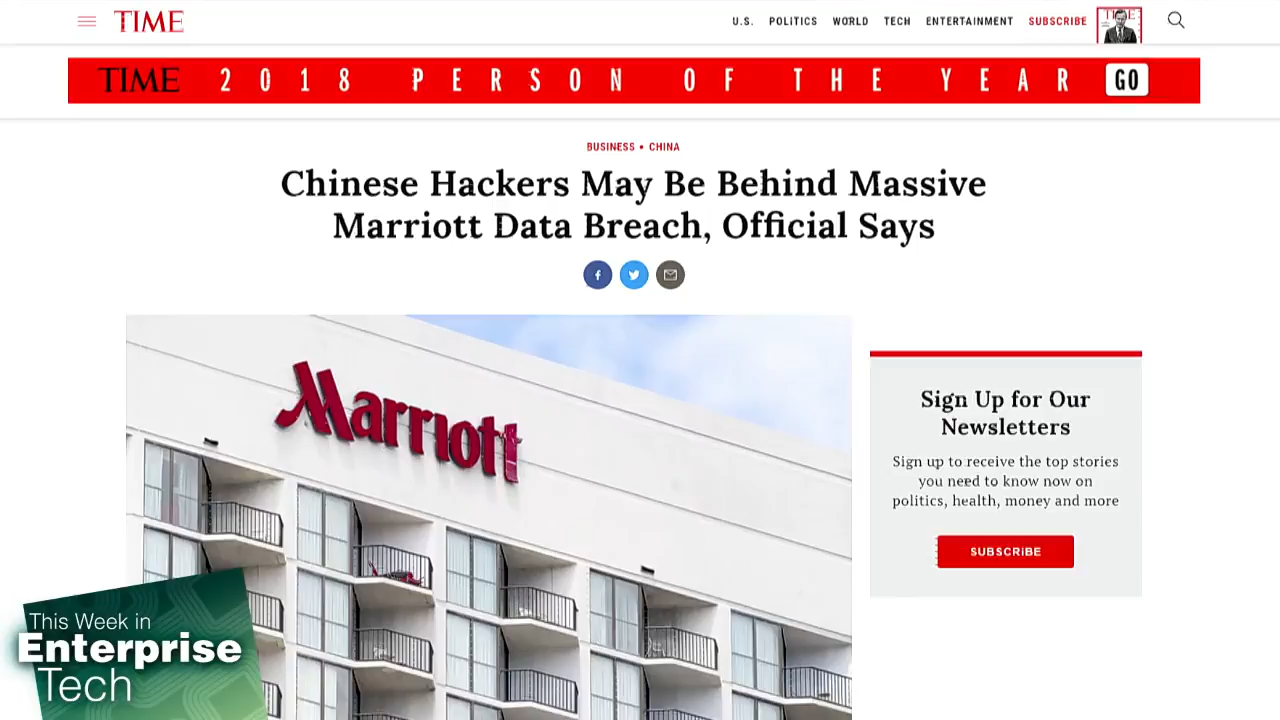 TIME
U.S. POLITICS WORLD TECH ENTERTAINMENT SUBSCRIBE
TIME 2018 PERSON OF THE YEAR GO
BUSINESS • CHINA
Chinese Hackers May Be Behind Massive
Marriott Data Breach, Official Says
Marriott
Sign Up for Our
Newsletters
Sign up to receive the top stories
you need to know now on
politics, health, money and more
SUBSCRIBE
This Week in
Enterprise
Tech